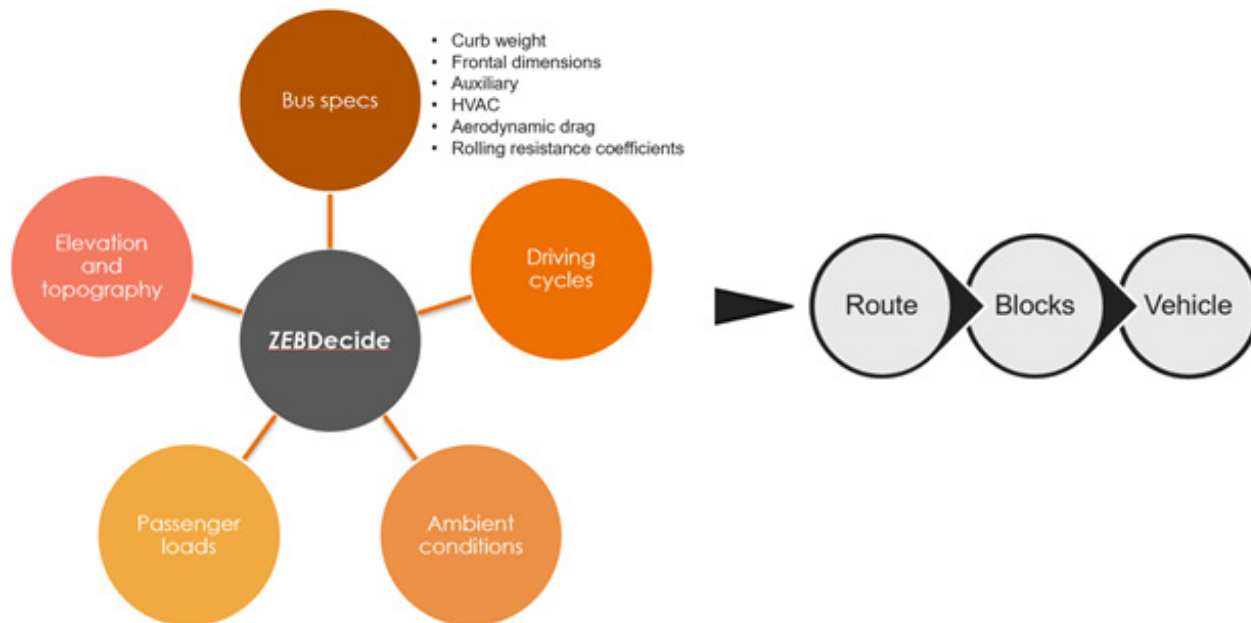 Bus specs
• Curb weight
• Frontal dimensions
• Auxiliary
• HVAC
• Aerodynamic drag
• Rolling resistance coefficients
Elevation
and
topography
Driving
cycles
ZEBDecide
Passenger
loads
Ambient
conditions
Route
Blocks
Vehicle